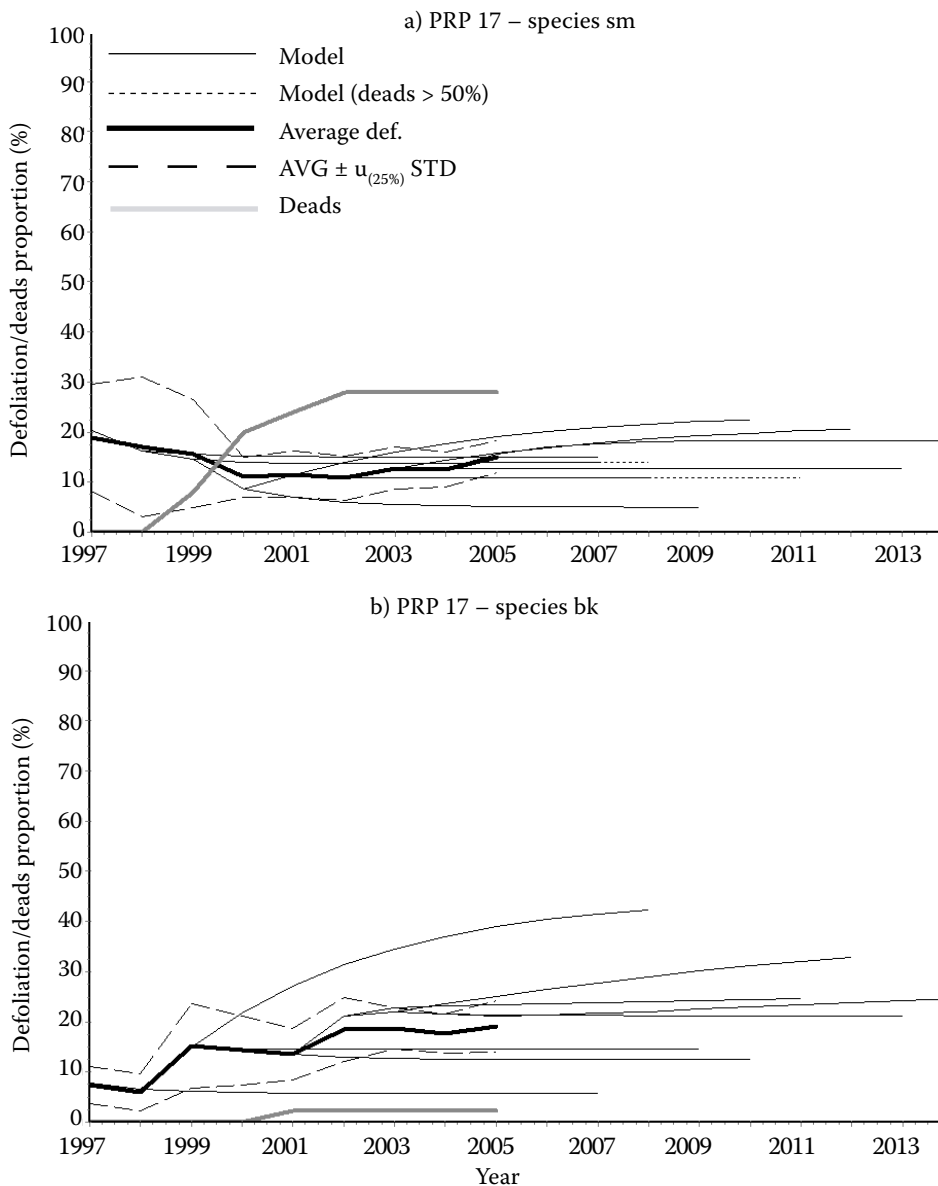 a) PRP 17 – species sm
Defoliation/deads proportion (%)
100
90
80
70
60
50
40
30
20
10
0
Model
Model (deads > 50%)
Average def.
AVG ± u(25%) STD
Deads
1997 1999 2001 2003 2005 2007 2009 2011 2013
b) PRP 17 – species bk
Defoliation/deads proportion (%)
100
90
80
70
60
50
40
30
20
10
0
1997 1999 2001 2003 2005 2007 2009 2011 2013
Year